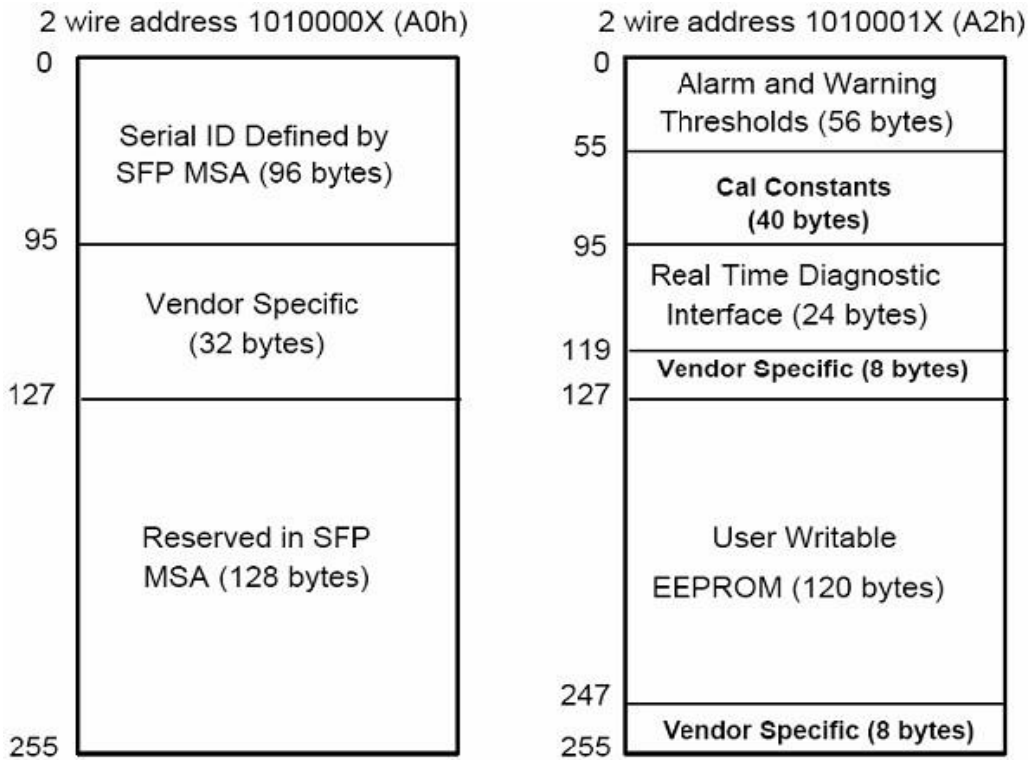 2 wire address 1010000X (A0h)
0
Serial ID Defined by
SFP MSA (96 bytes)
95
Vendor Specific
(32 bytes)
127
Reserved in SFP
MSA (128 bytes)
255
2 wire address 1010001X (A2h)
0
Alarm and Warning
Thresholds (56 bytes)
55
Cal Constants
(40 bytes)
95
Real Time Diagnostic
Interface (24 bytes)
119
Vendor Specific (8 bytes)
127
User Writable
EEPROM (120 bytes)
247
Vendor Specific (8 bytes)
255